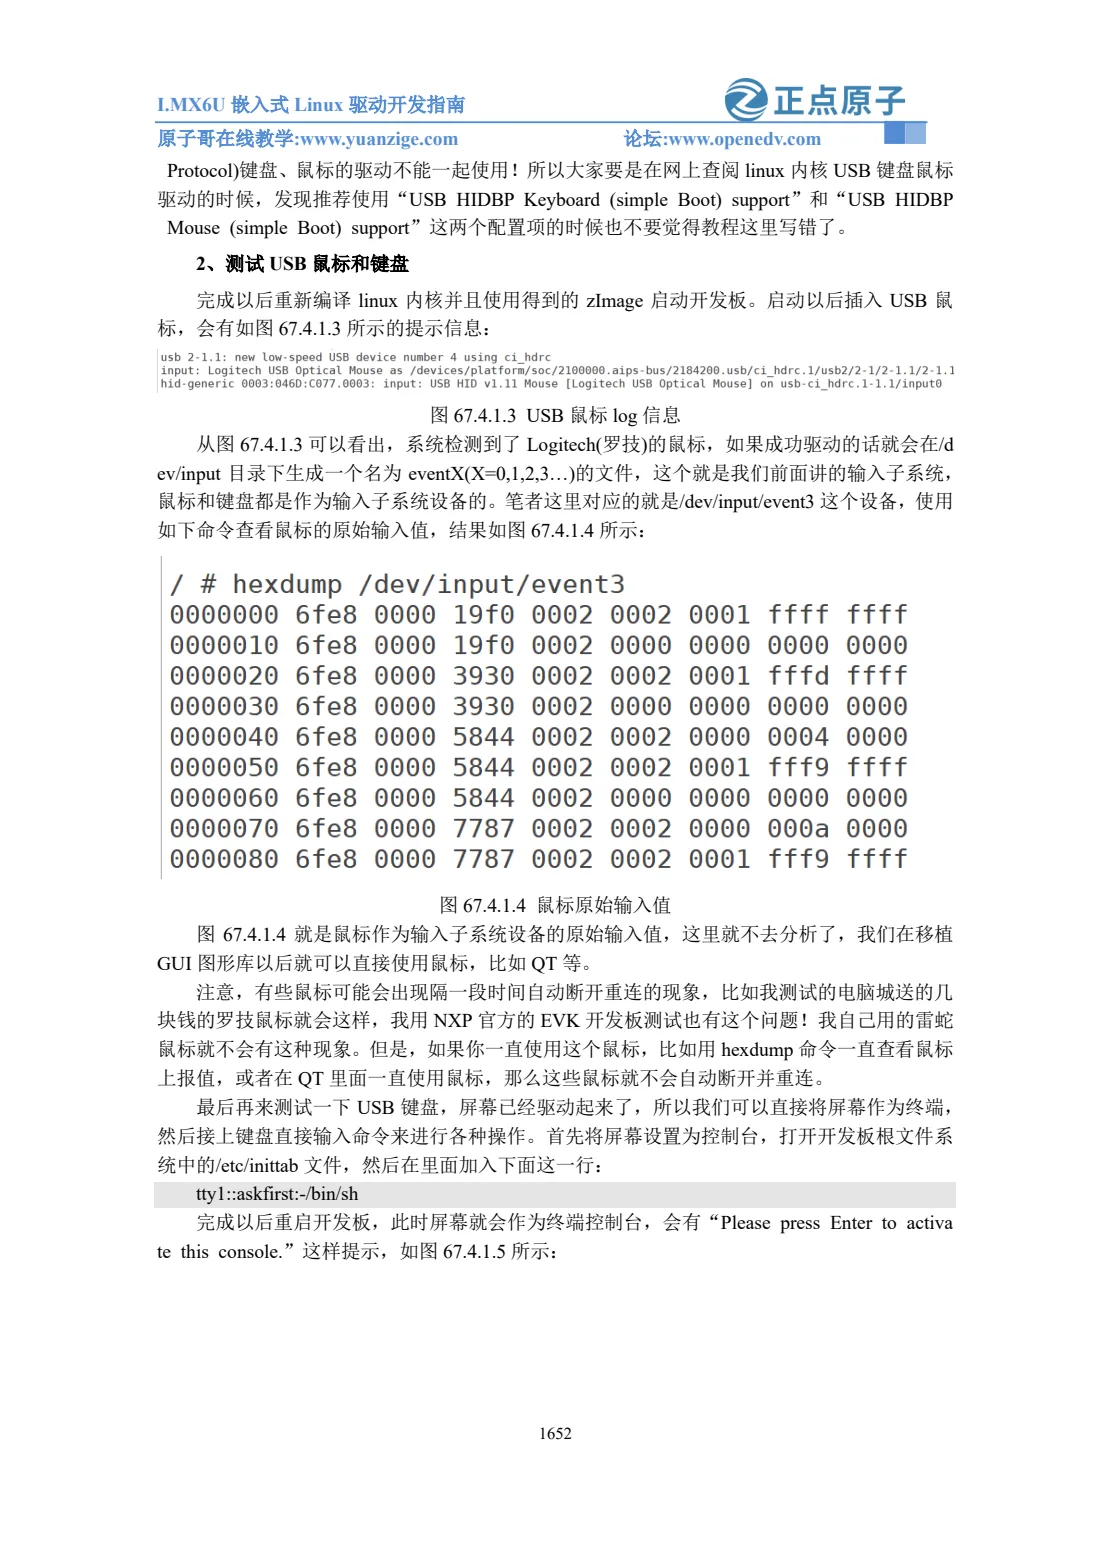 I.MX6U 嵌入式 Linux 驱动开发指南
正点原子
原子哥在线教学:www.yuanzige.com 论坛:www.openedv.com
Protocol)键盘、鼠标的驱动不能一起使用！所以大家要是在网上查阅 linux 内核 USB 键盘鼠标
驱动的时候，发现推荐使用“USB HIDBP Keyboard (simple Boot) support”和“USB HIDBP
Mouse (simple Boot) support”这两个配置项的时候也不要觉得教程这里写错了。
2、测试 USB 鼠标和键盘
完成以后重新编译 linux 内核并且使用得到的 zImage 启动开发板。启动以后插入 USB 鼠
标，会有如图 67.4.1.3 所示的提示信息：
usb 2-1.1: new low-speed USB device number 4 using ci_hdrc
input: Logitech USB Optical Mouse as /devices/platform/soc/2100000.aips-bus/2184200.usb/ci_hdrc.1/usb2/2-1/2-1.1/2-1.1
hid-generic 0003:046D:C077.0003: input: USB HID v1.11 Mouse [Logitech USB Optical Mouse] on usb-ci_hdrc.1-1.1/input0
图 67.4.1.3 USB 鼠标 log 信息
从图 67.4.1.3 可以看出，系统检测到了 Logitech(罗技)的鼠标，如果成功驱动的话就会在/d
ev/input 目录下生成一个名为 eventX(X=0,1,2,3…)的文件，这个就是我们前面讲的输入子系统，
鼠标和键盘都是作为输入子系统设备的。笔者这里对应的就是/dev/input/event3 这个设备，使用
如下命令查看鼠标的原始输入值，结果如图 67.4.1.4 所示：
/ # hexdump /dev/input/event3
0000000 6fe8 0000 19f0 0002 0002 0001 ffff ffff
0000010 6fe8 0000 19f0 0002 0000 0000 0000 0000
0000020 6fe8 0000 3930 0002 0002 0001 fffd ffff
0000030 6fe8 0000 3930 0002 0000 0000 0000 0000
0000040 6fe8 0000 5844 0002 0002 0000 0004 0000
0000050 6fe8 0000 5844 0002 0002 0001 fff9 ffff
0000060 6fe8 0000 5844 0002 0000 0000 0000 0000
0000070 6fe8 0000 7787 0002 0002 0000 000a 0000
0000080 6fe8 0000 7787 0002 0002 0001 fff9 ffff
图 67.4.1.4 鼠标原始输入值
图 67.4.1.4 就是鼠标作为输入子系统设备的原始输入值，这里就不去分析了，我们在移植
GUI 图形库以后就可以直接使用鼠标，比如 QT 等。
注意，有些鼠标可能会出现隔一段时间自动断开重连的现象，比如我测试的电脑城送的几
块钱的罗技鼠标就会这样，我用 NXP 官方的 EVK 开发板测试也有这个问题！我自己用的雷蛇
鼠标就不会有这种现象。但是，如果你一直使用这个鼠标，比如用 hexdump 命令一直查看鼠标
上报值，或者在 QT 里面一直使用鼠标，那么这些鼠标就不会自动断开并重连。
最后再来测试一下 USB 键盘，屏幕已经驱动起来了，所以我们可以直接将屏幕作为终端，
然后接上键盘直接输入命令来进行各种操作。首先将屏幕设置为控制台，打开开发板根文件系
统中的/etc/inittab 文件，然后在里面加入下面这一行：
tty1::askfirst:-/bin/sh
完成以后重启开发板，此时屏幕就会作为终端控制台，会有“Please press Enter to activa
te this console.”这样提示，如图 67.4.1.5 所示：
1652